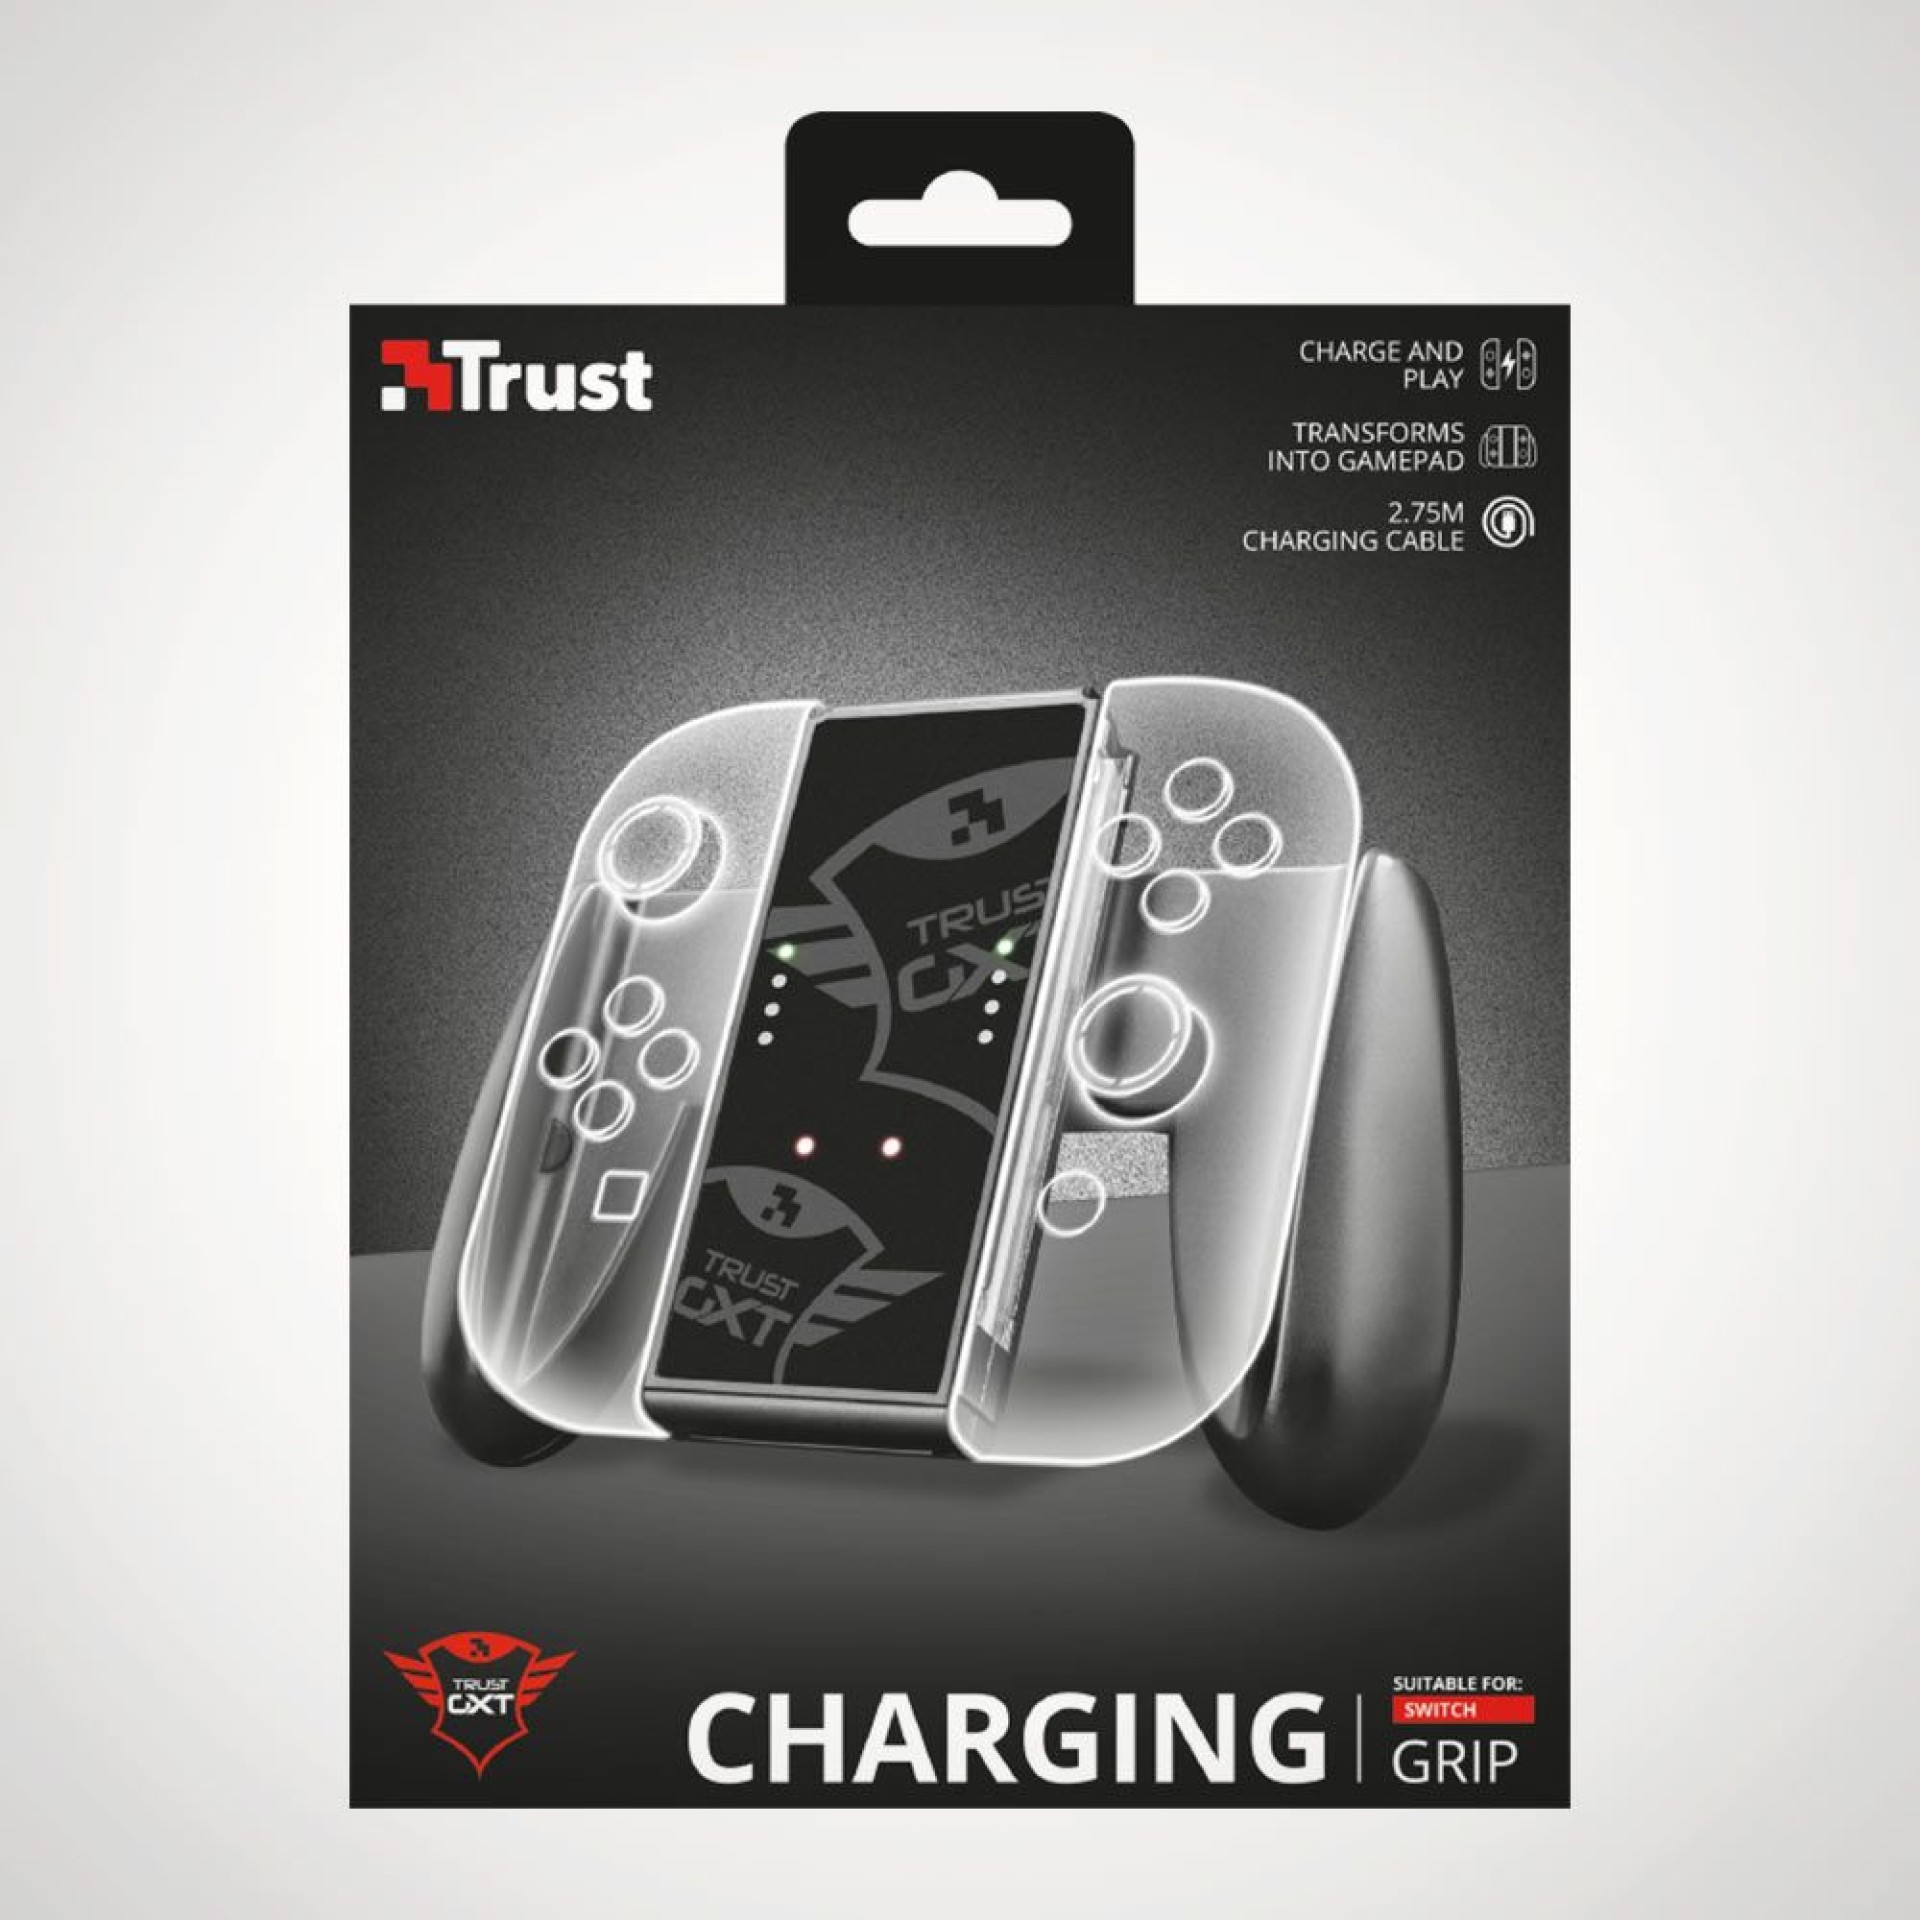 Trust
CHARGE AND
PLAY
TRANSFORMS
INTO GAMEPAD
2.75M
CHARGING CABLE
TRUST
GXT
TRUST
GXT
TRUST
GXT
CHARGING
SUITABLE FOR:
SWITCH
GRIP